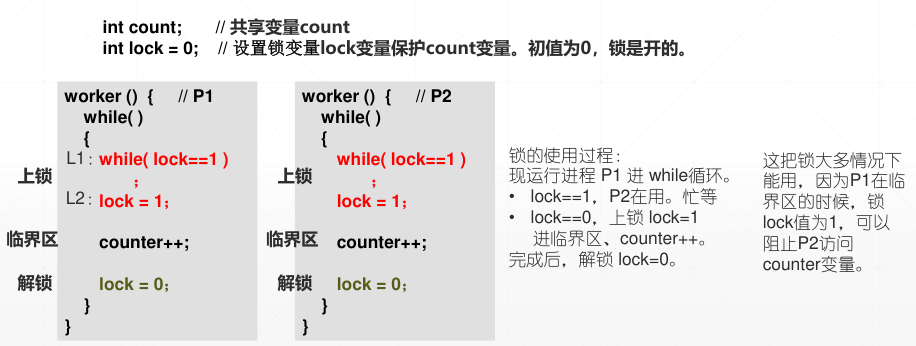 int count; // 共享变量count
int lock = 0; // 设置锁变量lock变量保护count变量。初值为0，锁是开的。
worker () { // P1
while( )
{
L1: while( lock==1 )
上锁 ;
L2: lock = 1;
临界区 counter++;
解锁 lock = 0;
}
}
worker () { // P2
while( )
{
while( lock==1 )
上锁 ;
lock = 1;
临界区 counter++;
解锁 lock = 0;
}
}
锁的使用过程：
现运行进程 P1 进 while循环。
• lock==1，P2在用。忙等
• lock==0，上锁 lock=1
进临界区、counter++。
完成后，解锁 lock=0。
这把锁大多情况下
能用，因为P1在临
界区的时候，锁
lock值为1，可以
阻止P2访问
counter变量。